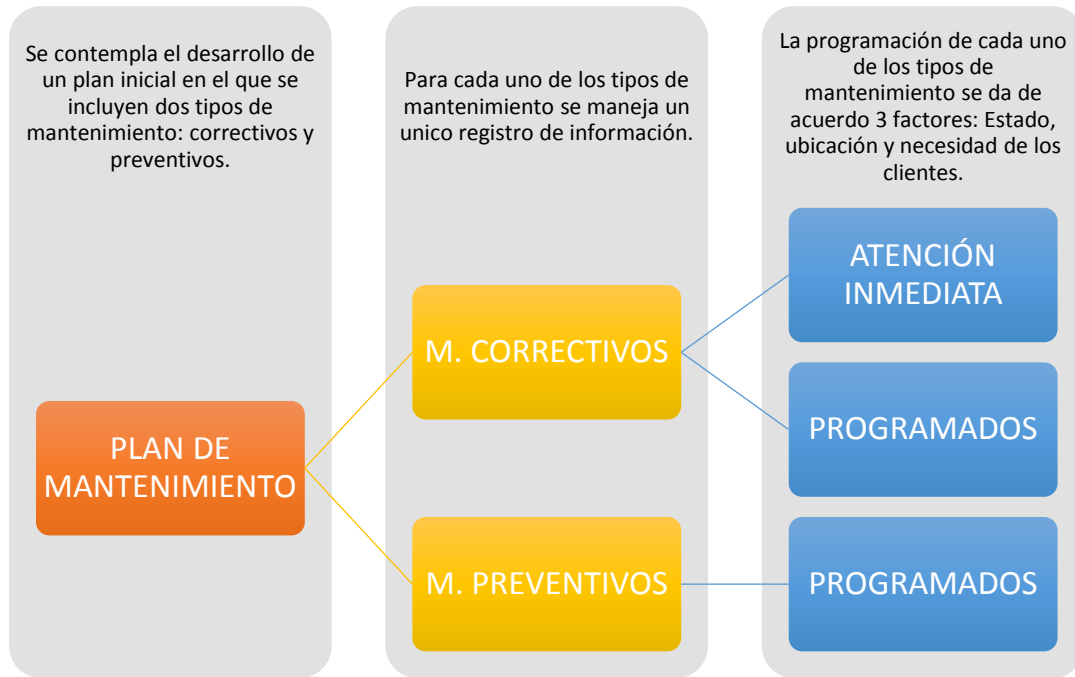 Se contempla el desarrollo de
un plan inicial en el que se
incluyen dos tipos de
mantenimiento: correctivos y
preventivos.
PLAN DE
MANTENIMIENTO
Para cada uno de los tipos de
mantenimiento se maneja un
unico registro de información.
M. CORRECTIVOS
M. PREVENTIVOS
La programación de cada uno
de los tipos de
mantenimiento se da de
acuerdo 3 factores: Estado,
ubicación y necesidad de los
clientes.
ATENCIÓN
INMEDIATA
PROGRAMADOS
PROGRAMADOS